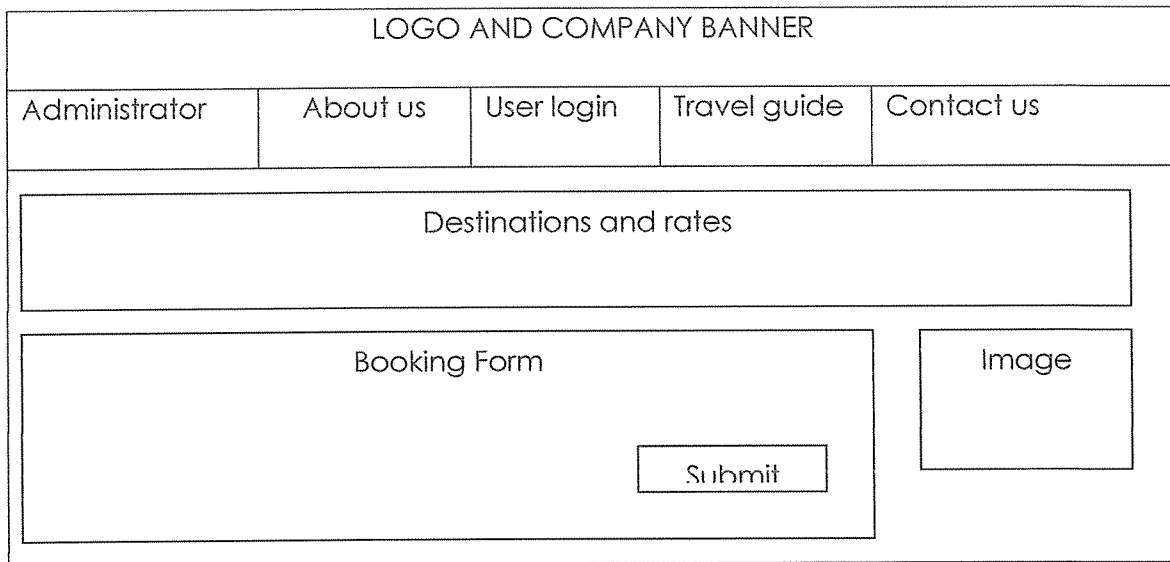 LOGO AND COMPANY BANNER
Administrator About us User login Travel guide Contact us
Destinations and rates
Booking Form Image
Submit